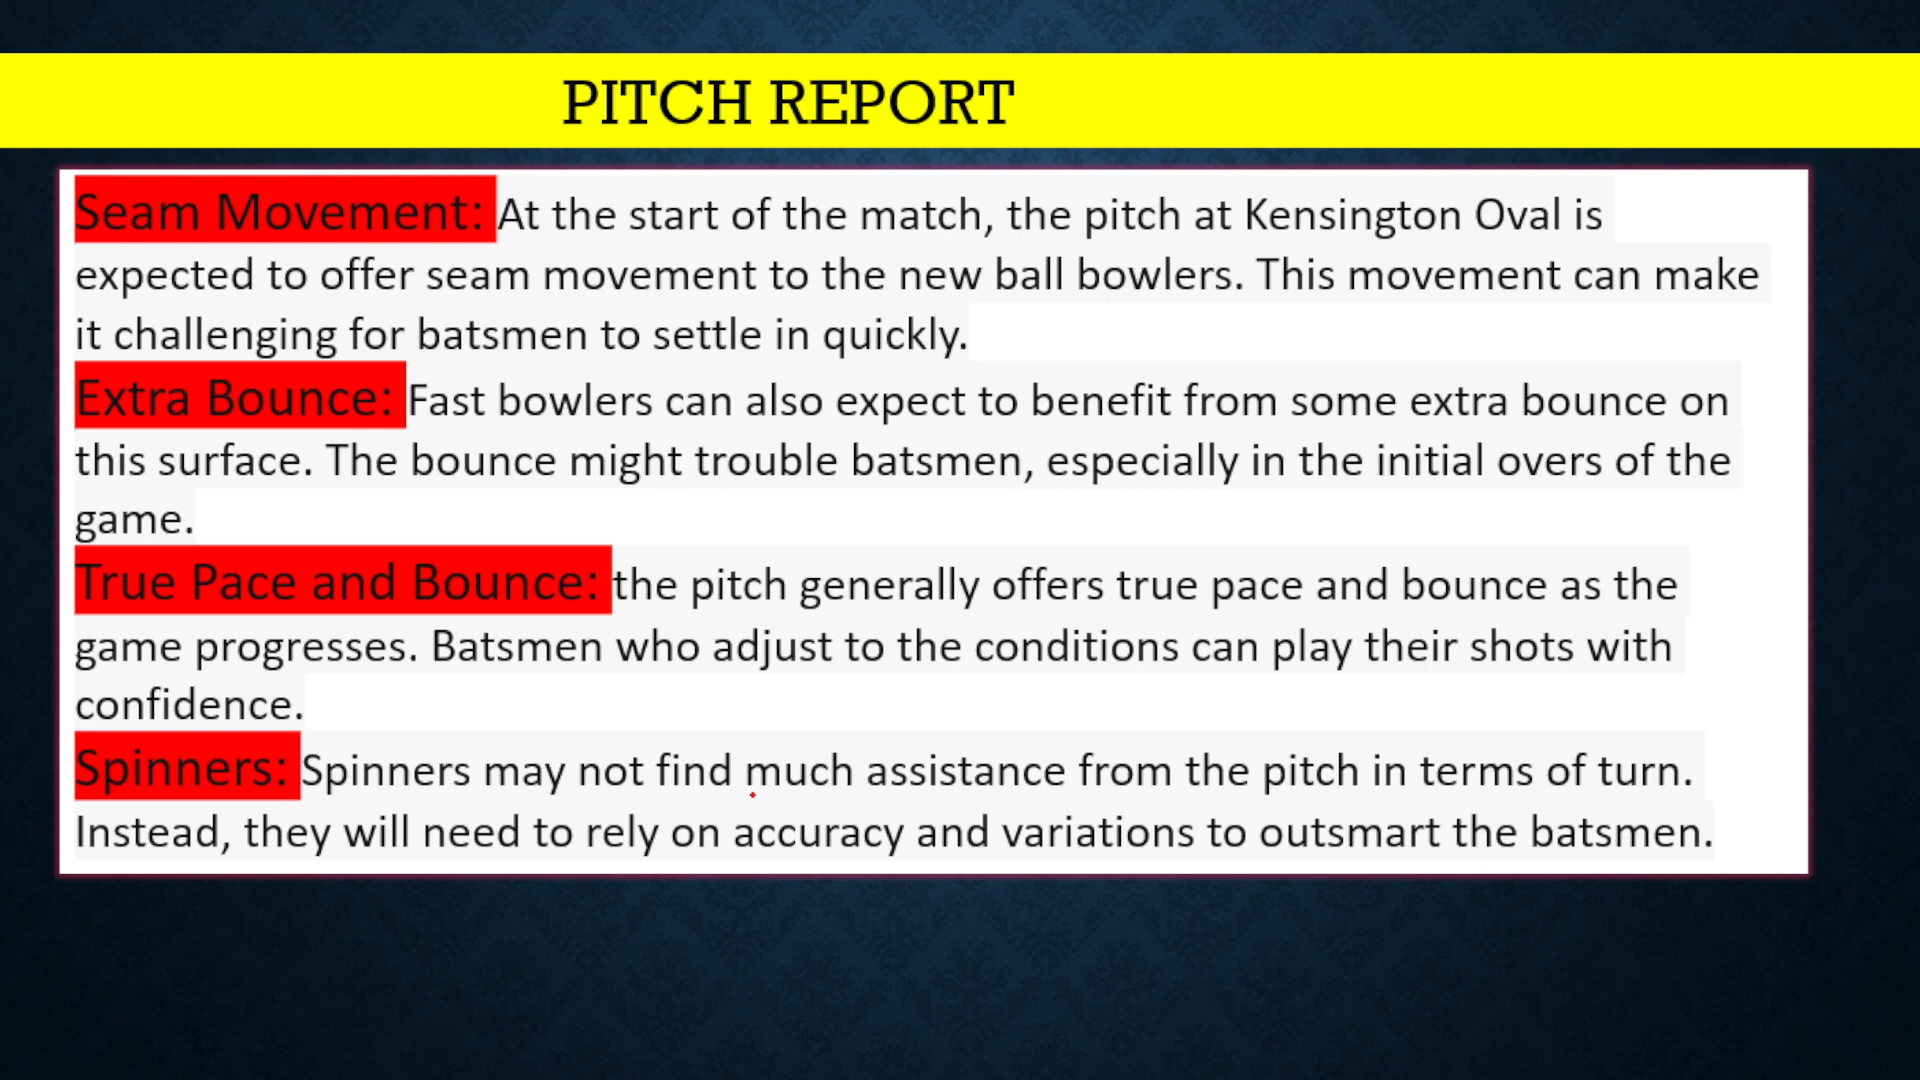 PITCH REPORT
Seam Movement: At the start of the match, the pitch at Kensington Oval is
expected to offer seam movement to the new ball bowlers. This movement can make
it challenging for batsmen to settle in quickly.
Extra Bounce: Fast bowlers can also expect to benefit from some extra bounce on
this surface. The bounce might trouble batsmen, especially in the initial overs of the
game.
True Pace and Bounce: the pitch generally offers true pace and bounce as the
game progresses. Batsmen who adjust to the conditions can play their shots with
confidence.
Spinners: Spinners may not find much assistance from the pitch in terms of turn.
Instead, they will need to rely on accuracy and variations to outsmart the batsmen.